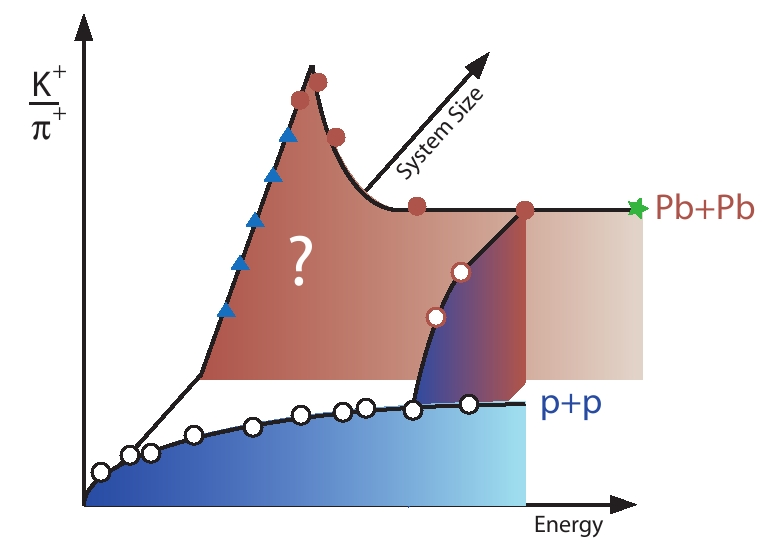 K+
π+
System Size
?
Pb+Pb
p+p
Energy